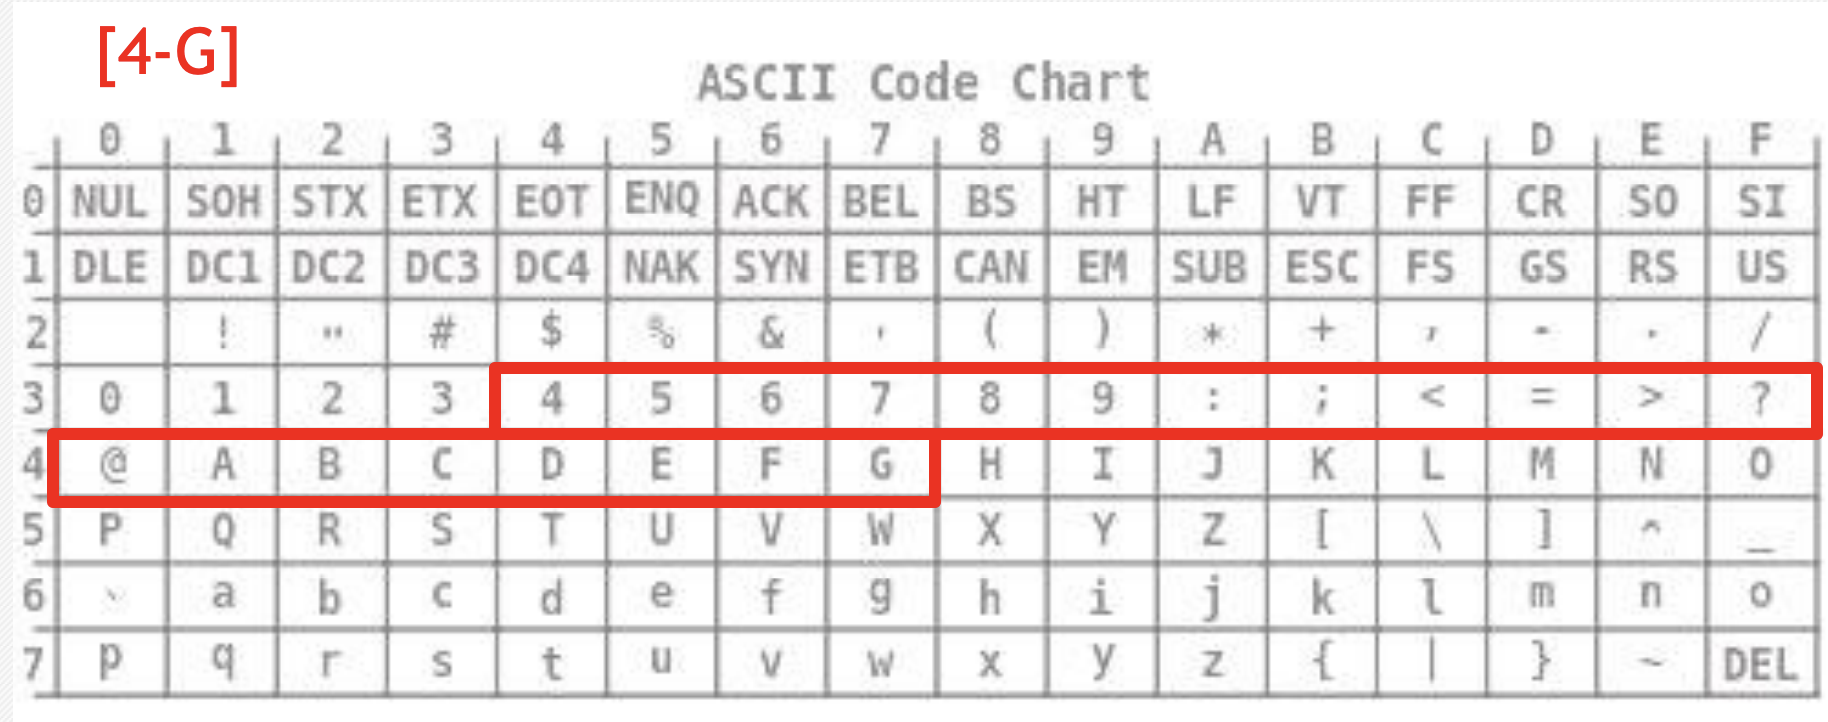 [4-G]
ASCII Code Chart
0 1 2 3 4 5 6 7 8 9 A B C D E F
0 NUL SOH STX ETX EOT ENQ ACK BEL BS HT LF VT FF CR SO SI
1 DLE DC1 DC2 DC3 DC4 NAK SYN ETB CAN EM SUB ESC FS GS RS US
2 ! " # $ % & ' ( ) * + , - . /
3 0 1 2 3 4 5 6 7 8 9 : ; < = > ?
4 @ A B C D E F G H I J K L M N O
5 P Q R S T U V W X Y Z [ \ ] ^ _
6 ` a b c d e f g h i j k l m n o
7 p q r s t u v w x y z { | } ~ DEL